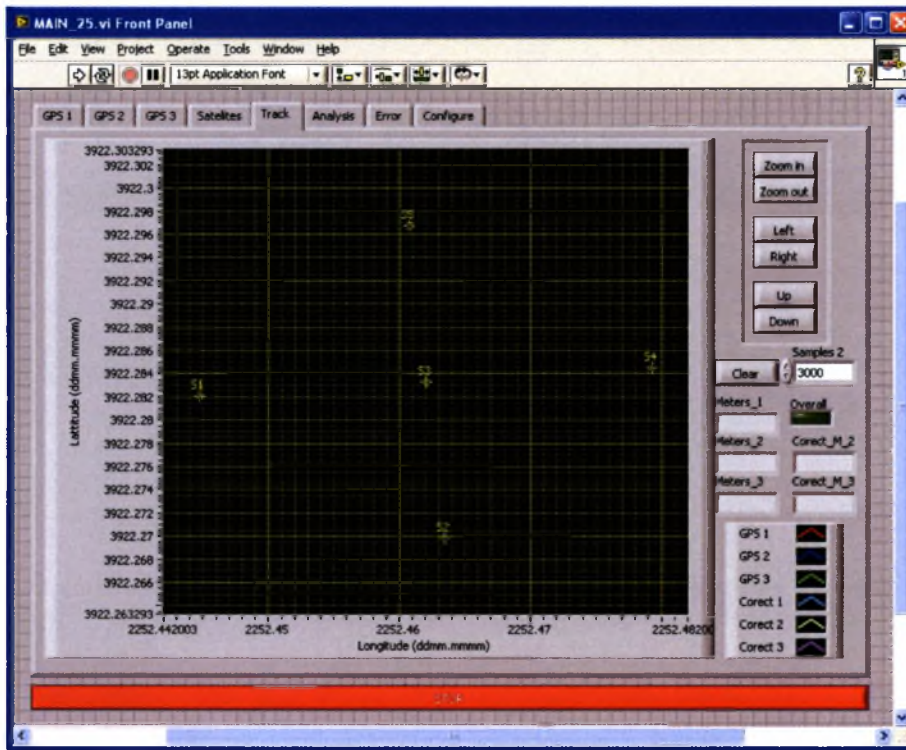 MAIN_25.vi Front Panel
File Edit View Project Operate Tools Window Help
13pt Application Font
GPS 1 GPS 2 GPS 3 Satelites Track Analysis Error Configure
3922.303293
3922.302
3922.3
3922.298
3922.296
3922.294
3922.292
3922.29
3922.288
3922.286
3922.284
3922.282
3922.28
3922.278
3922.276
3922.274
3922.272
3922.27
3922.268
3922.266
3922.263293
Lattitude (ddmm.mmmm)
S1
S4
2252.442003 2252.45 2252.46 2252.47 2252.48200
Longitude (ddmm.mmmm)
Zoom in
Zoom out
Left
Right
Up
Down
Samples 2
Clear 3000
Meters_1 Overall
Meters_2 Corect_M_2
Meters_3 Corect_M_3
GPS 1
GPS 2
GPS 3
Corect 1
Corect 2
Corect 3
STOP